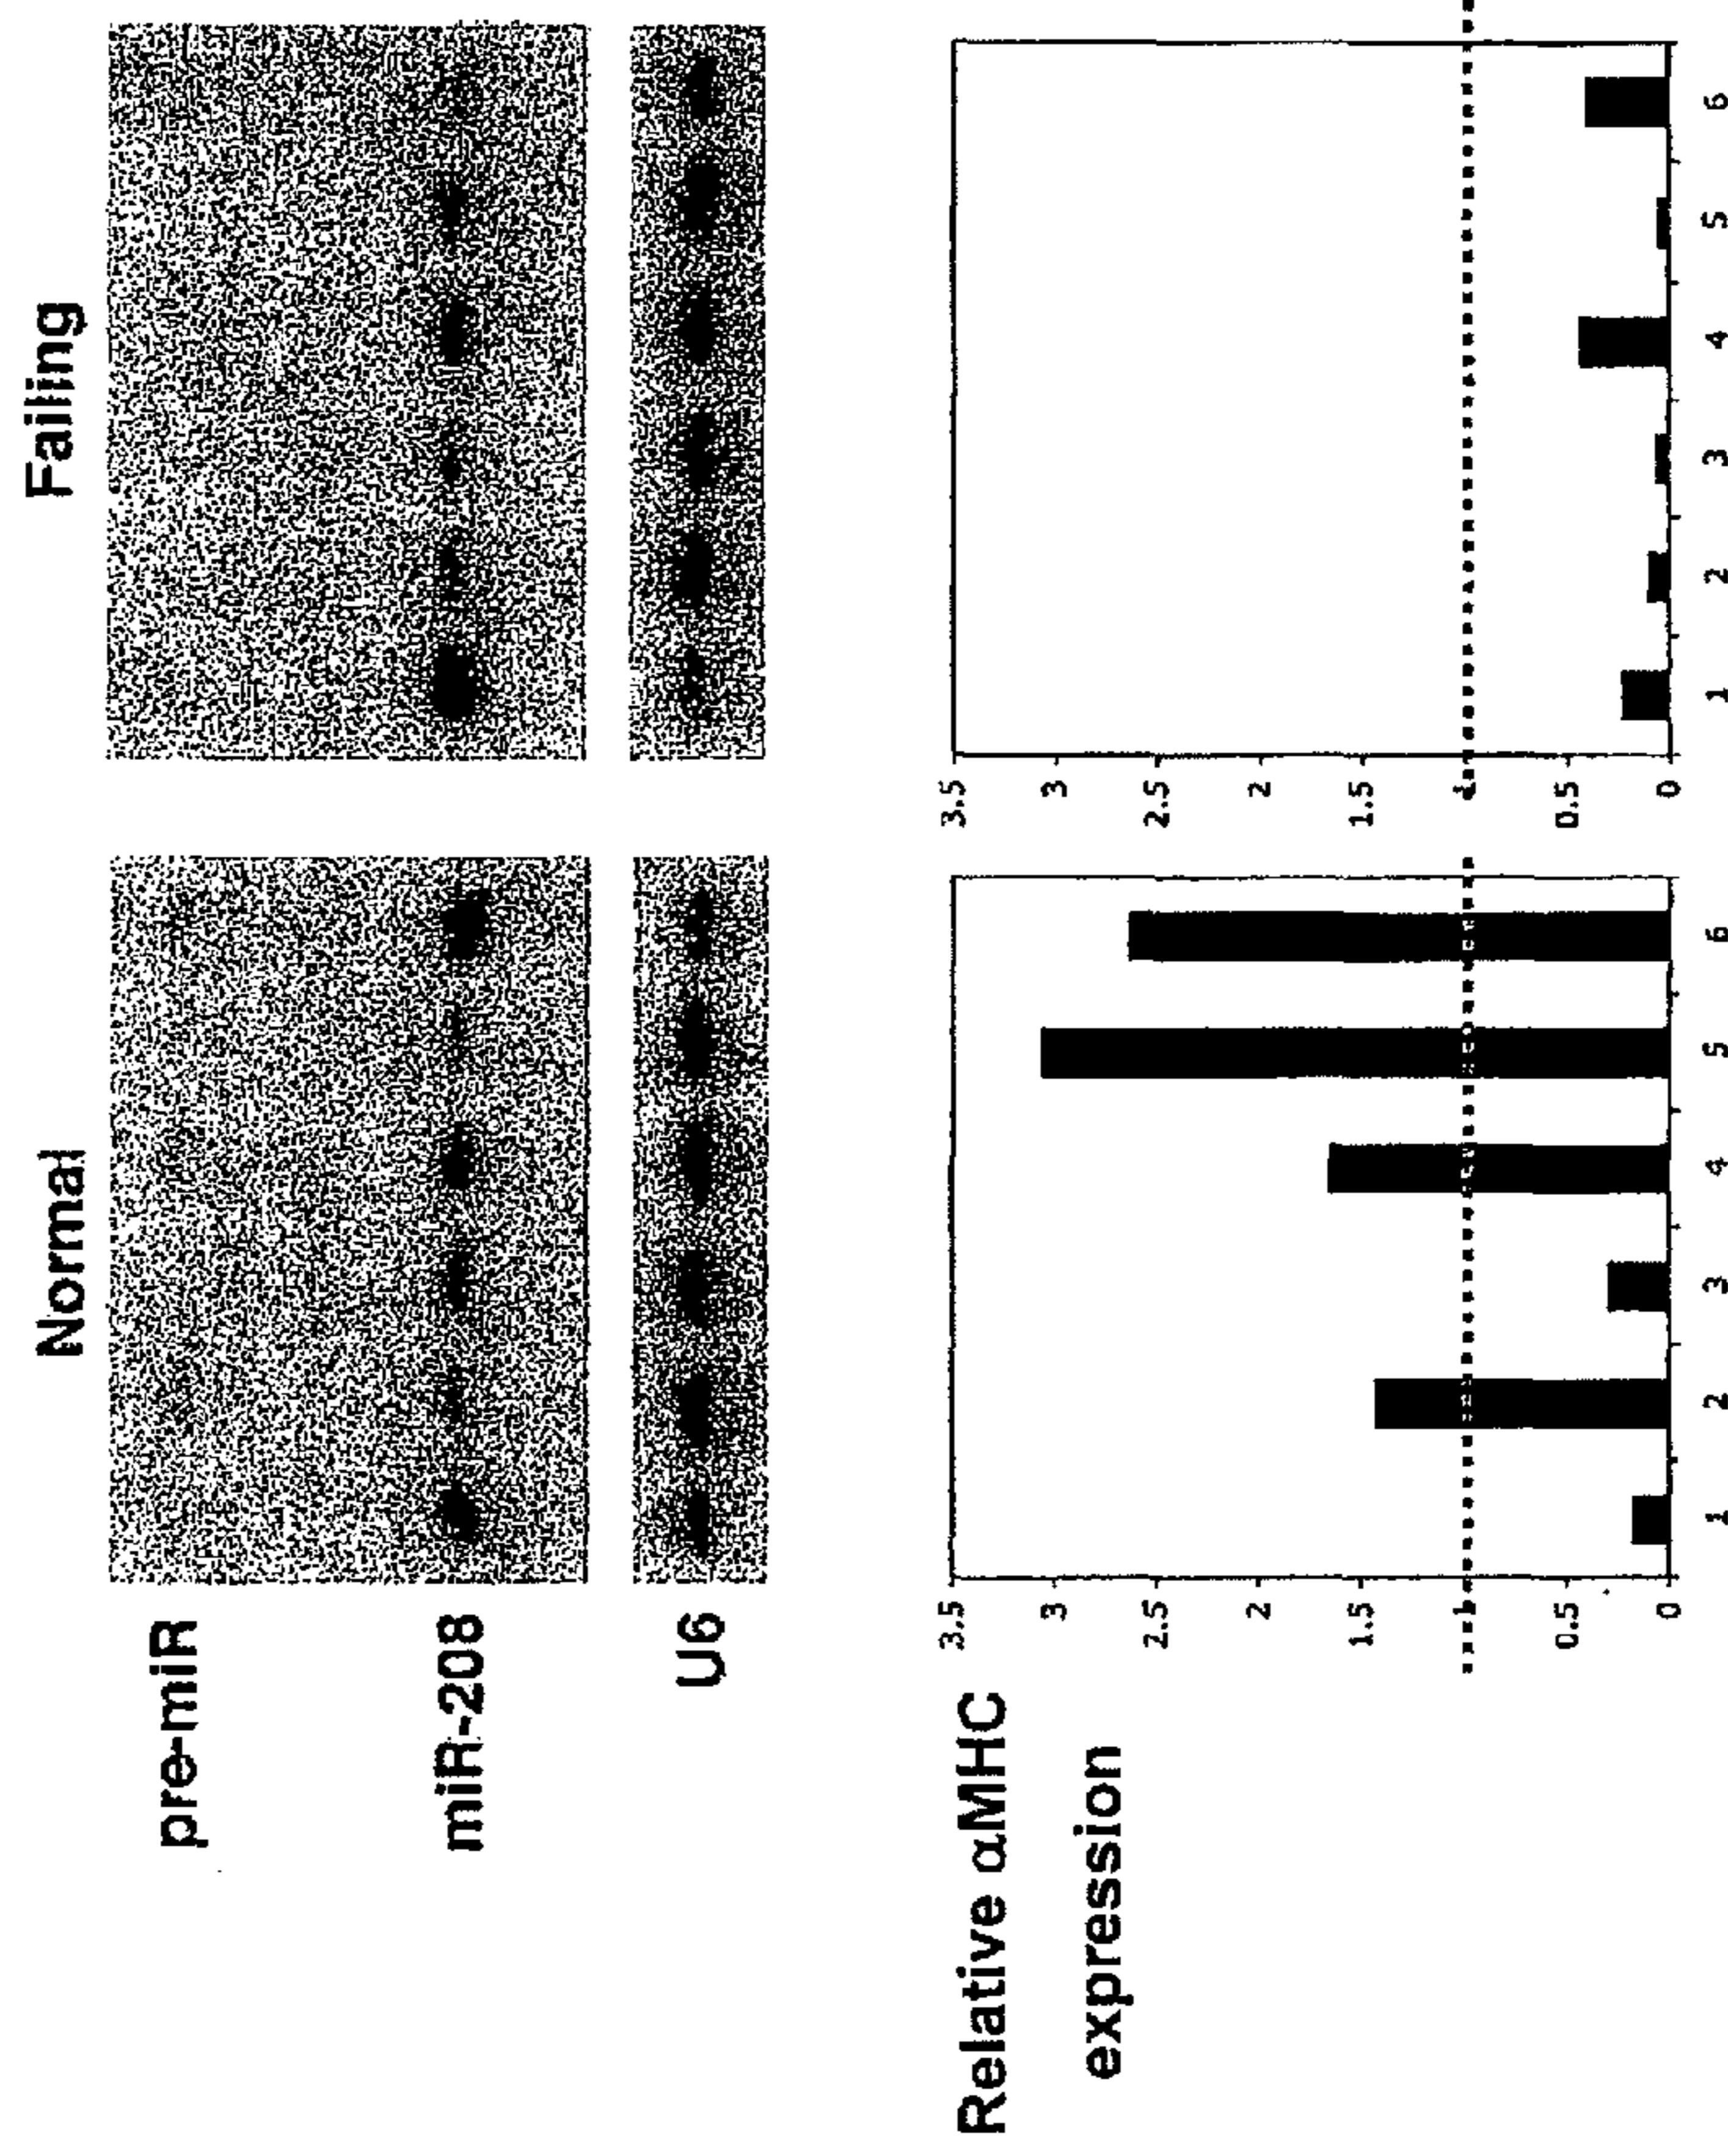 Normal Failing
pre-miR
miR-208
U6
Relative αMHC
expression
3.5 3.5
3 3
2.5 2.5
2 2
1.5 1.5
1 1
0.5 0.5
0 0
1 2 3 4 5 6 1 2 3 4 5 6